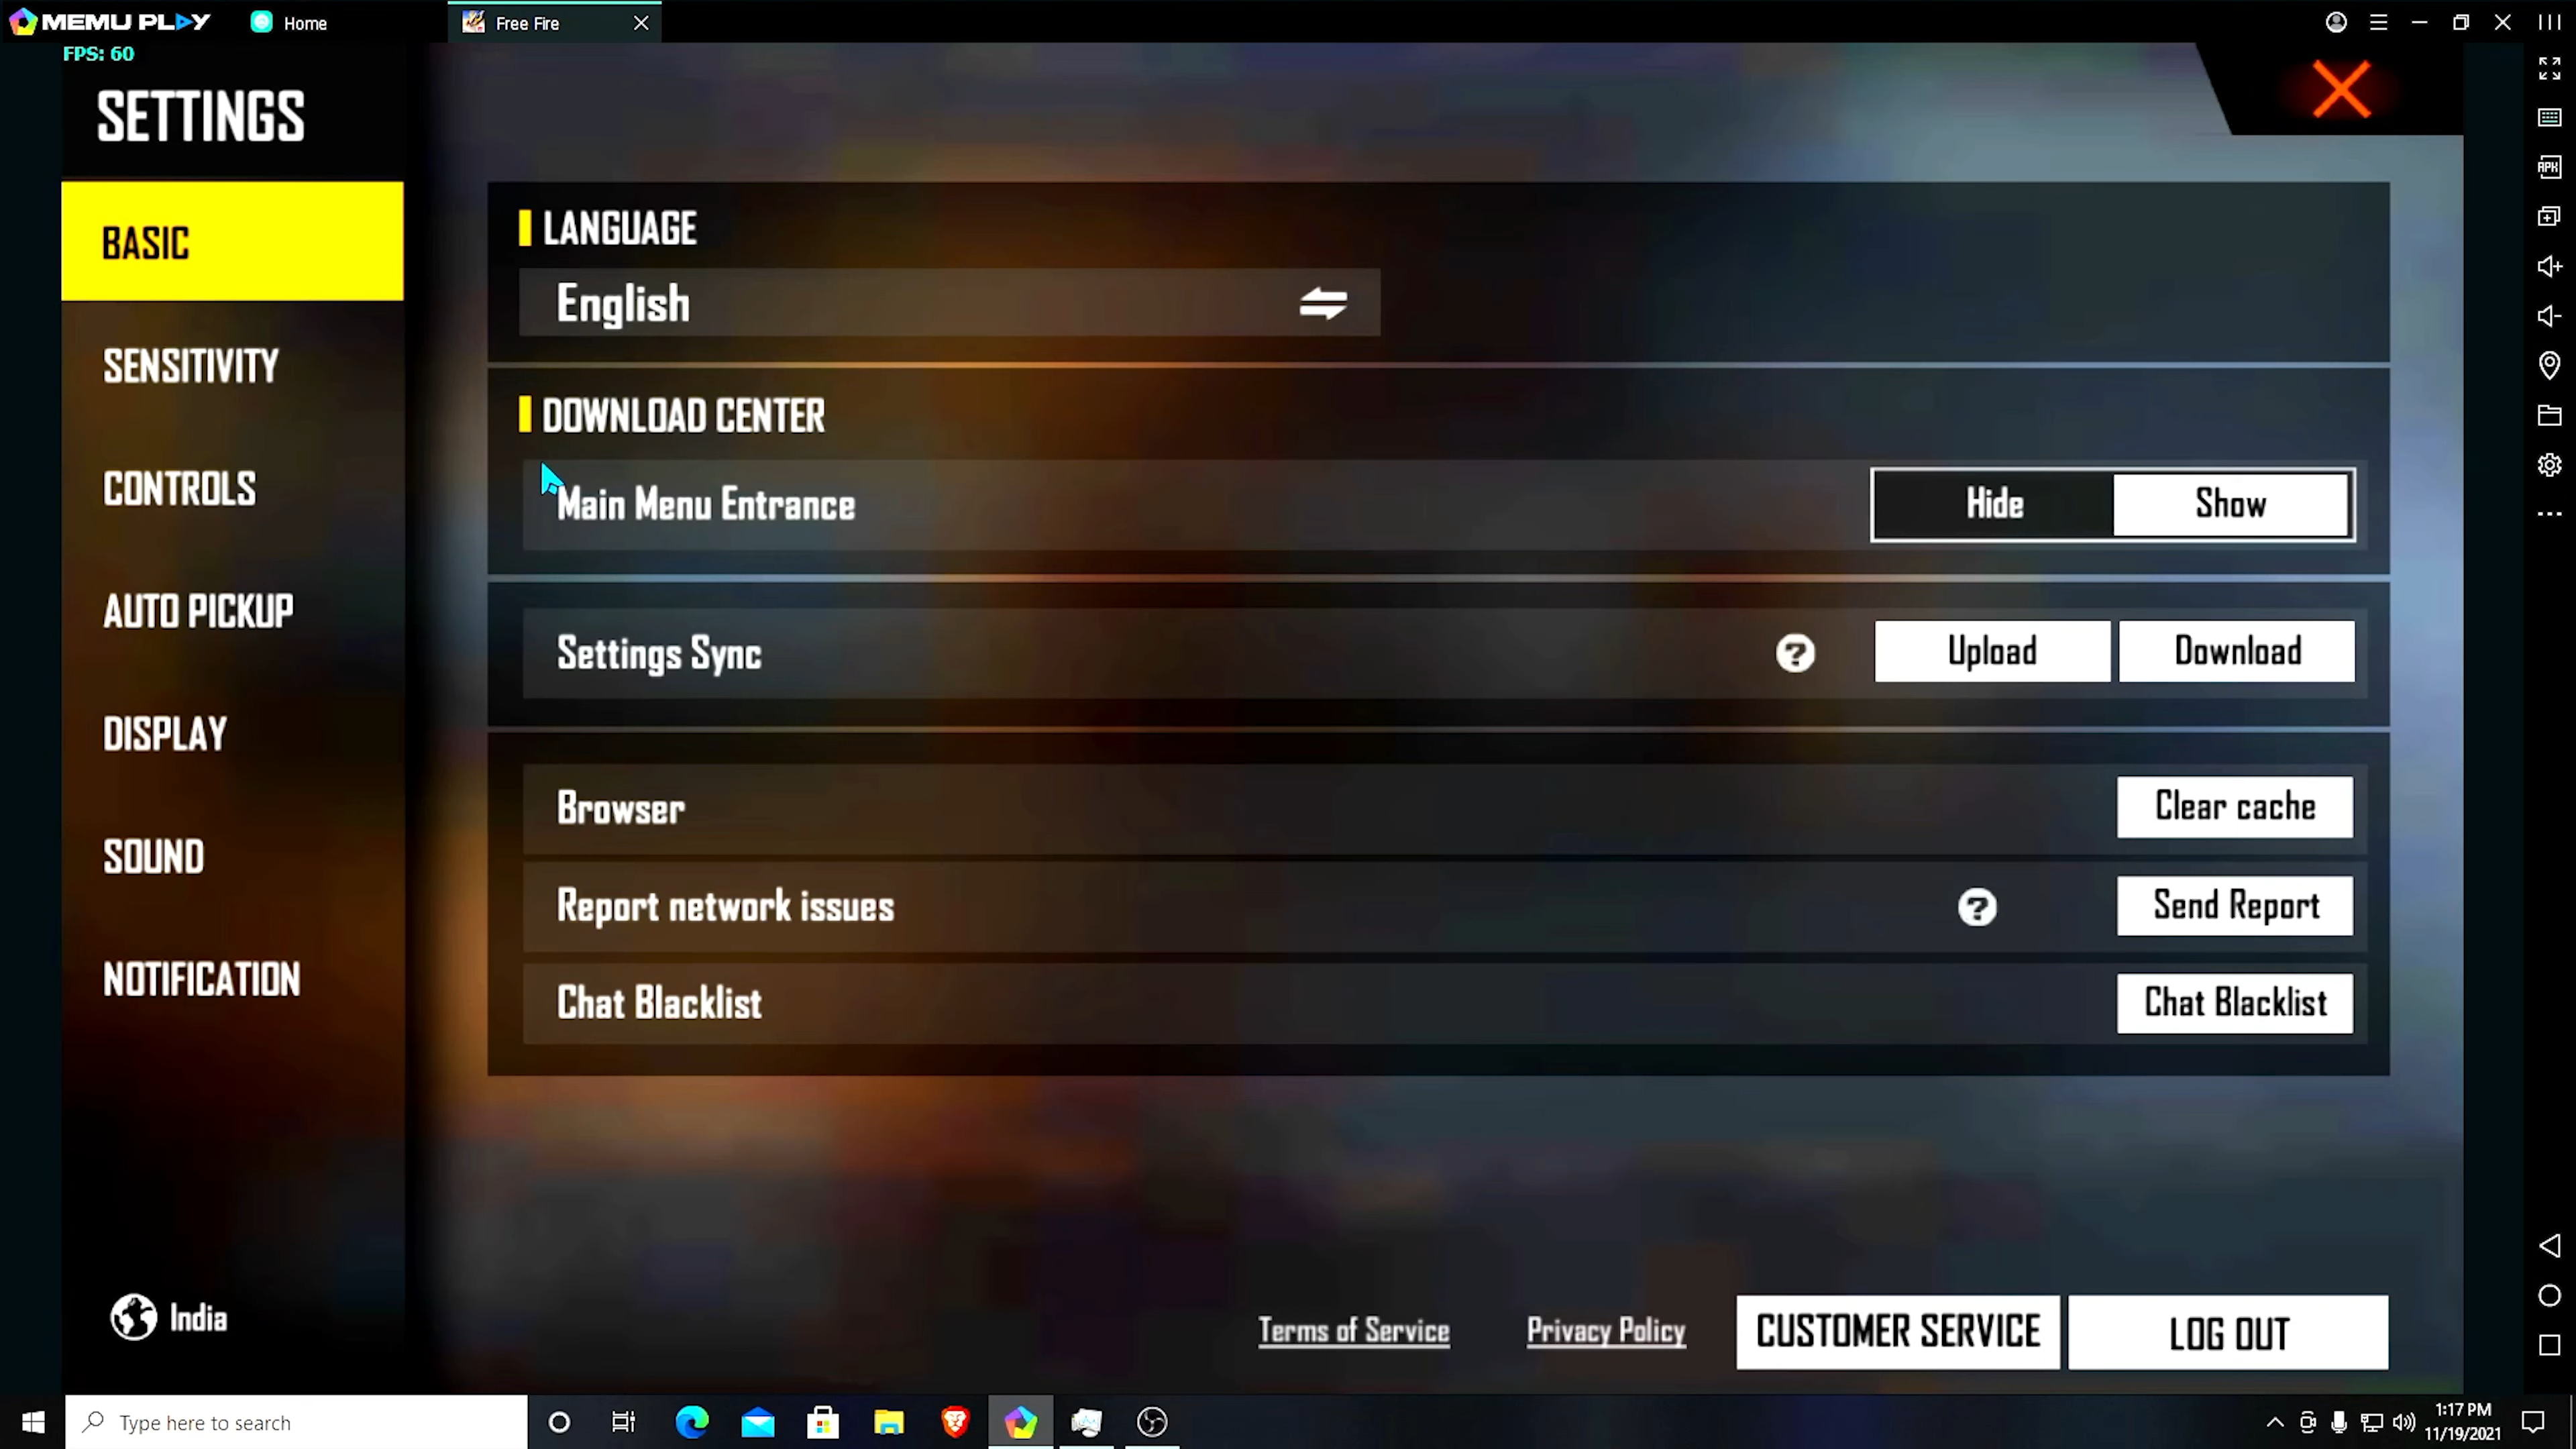 MEMU PLAY
Home
Free Fire
FPS: 60
SETTINGS
BASIC
SENSITIVITY
CONTROLS
AUTO PICKUP
DISPLAY
SOUND
NOTIFICATION
India
LANGUAGE
English
DOWNLOAD CENTER
Main Menu Entrance
Hide
Show
Settings Sync
?
Upload
Download
Browser
Clear cache
Report network issues
?
Send Report
Chat Blacklist
Chat Blacklist
Terms of Service
Privacy Policy
CUSTOMER SERVICE
LOG OUT
APK
Type here to search
1:17 PM
11/19/2021